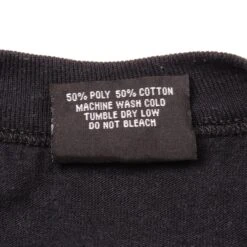 50% POLY 50% COTTON
MACHINE WASH COLD
TUMBLE DRY LOW
DO NOT BLEACH